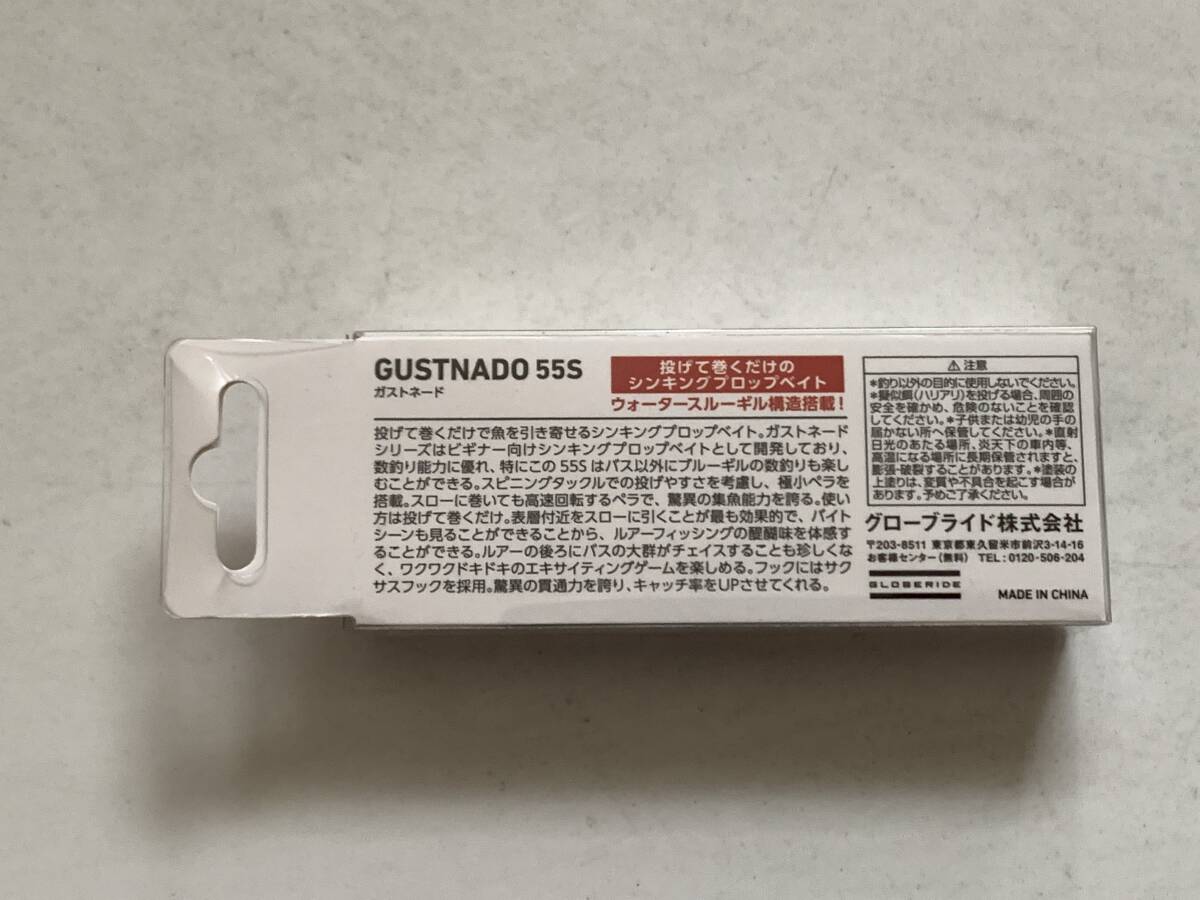 GUSTNADO 55S
ガストネード
投げて巻くだけの
シンキングプロップベイト
ウォータースルーギル構造搭載!
投げて巻くだけで魚を引き寄せるシンキングプロップベイト。ガストネード
シリーズはビギナー向けシンキングプロップベイトとして開発しており、
数釣り能力に優れ、特にこの 55S はバス以外にブルーギルの数釣りも楽し
むことができる。スピニングタックルでの投げやすさを考慮し、極小ペラを
搭載。スローに巻いても高速回転するペラで、驚異の集魚能力を誇る。使い
方は投げて巻くだけ。表層付近をスローに引くことが最も効果的で、バイト
シーンも見ることができることから、ルアーフィッシングの醍醐味を体感す
ることができる。ルアーの後ろにバスの大群がチェイスすることも珍しくな
く、ワクワクドキドキのエキサイティングゲームを楽しめる。フックにはサク
サスフックを採用。驚異の貫通力を誇り、キャッチ率をUPさせてくれる。
⚠注意
*釣り以外の目的に使用しないでください。
*擬似餌(ハリアリ)を投げる場合、周囲の
安全を確かめ、危険のないことを確認
してください。*子供または幼児の手の
届かない所へ保管してください。*直射
日光のあたる場所、炎天下の車内等、
高温になる場所に長期保管されますと、
膨張・破裂することがあります。*塗装の
上塗りは、変質や不具合を起こす場合が
あります。予めご了承ください。
グローブライド株式会社
〒203-8511 東京都東久留米市前沢3-14-16
お客様センター(無料) TEL:0120-506-204
GLOBERIDE
MADE IN CHINA